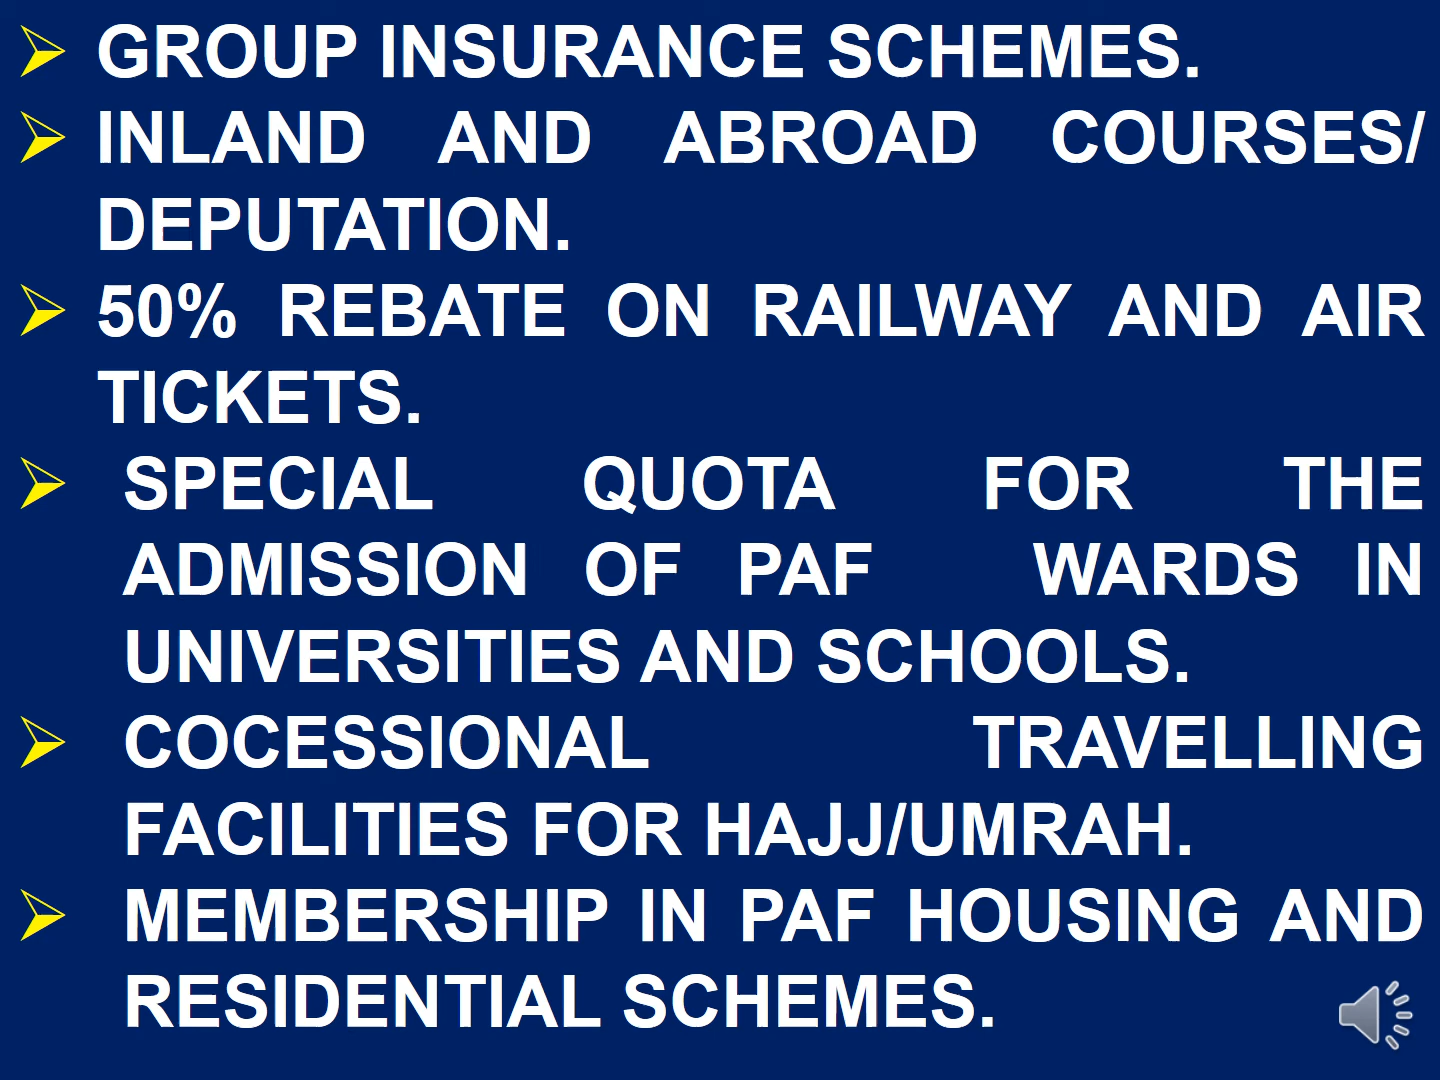 GROUP INSURANCE SCHEMES.
INLAND AND ABROAD COURSES/
DEPUTATION.
50% REBATE ON RAILWAY AND AIR
TICKETS.
SPECIAL QUOTA FOR THE
ADMISSION OF PAF WARDS IN
UNIVERSITIES AND SCHOOLS.
COCESSIONAL TRAVELLING
FACILITIES FOR HAJJ/UMRAH.
MEMBERSHIP IN PAF HOUSING AND
RESIDENTIAL SCHEMES.